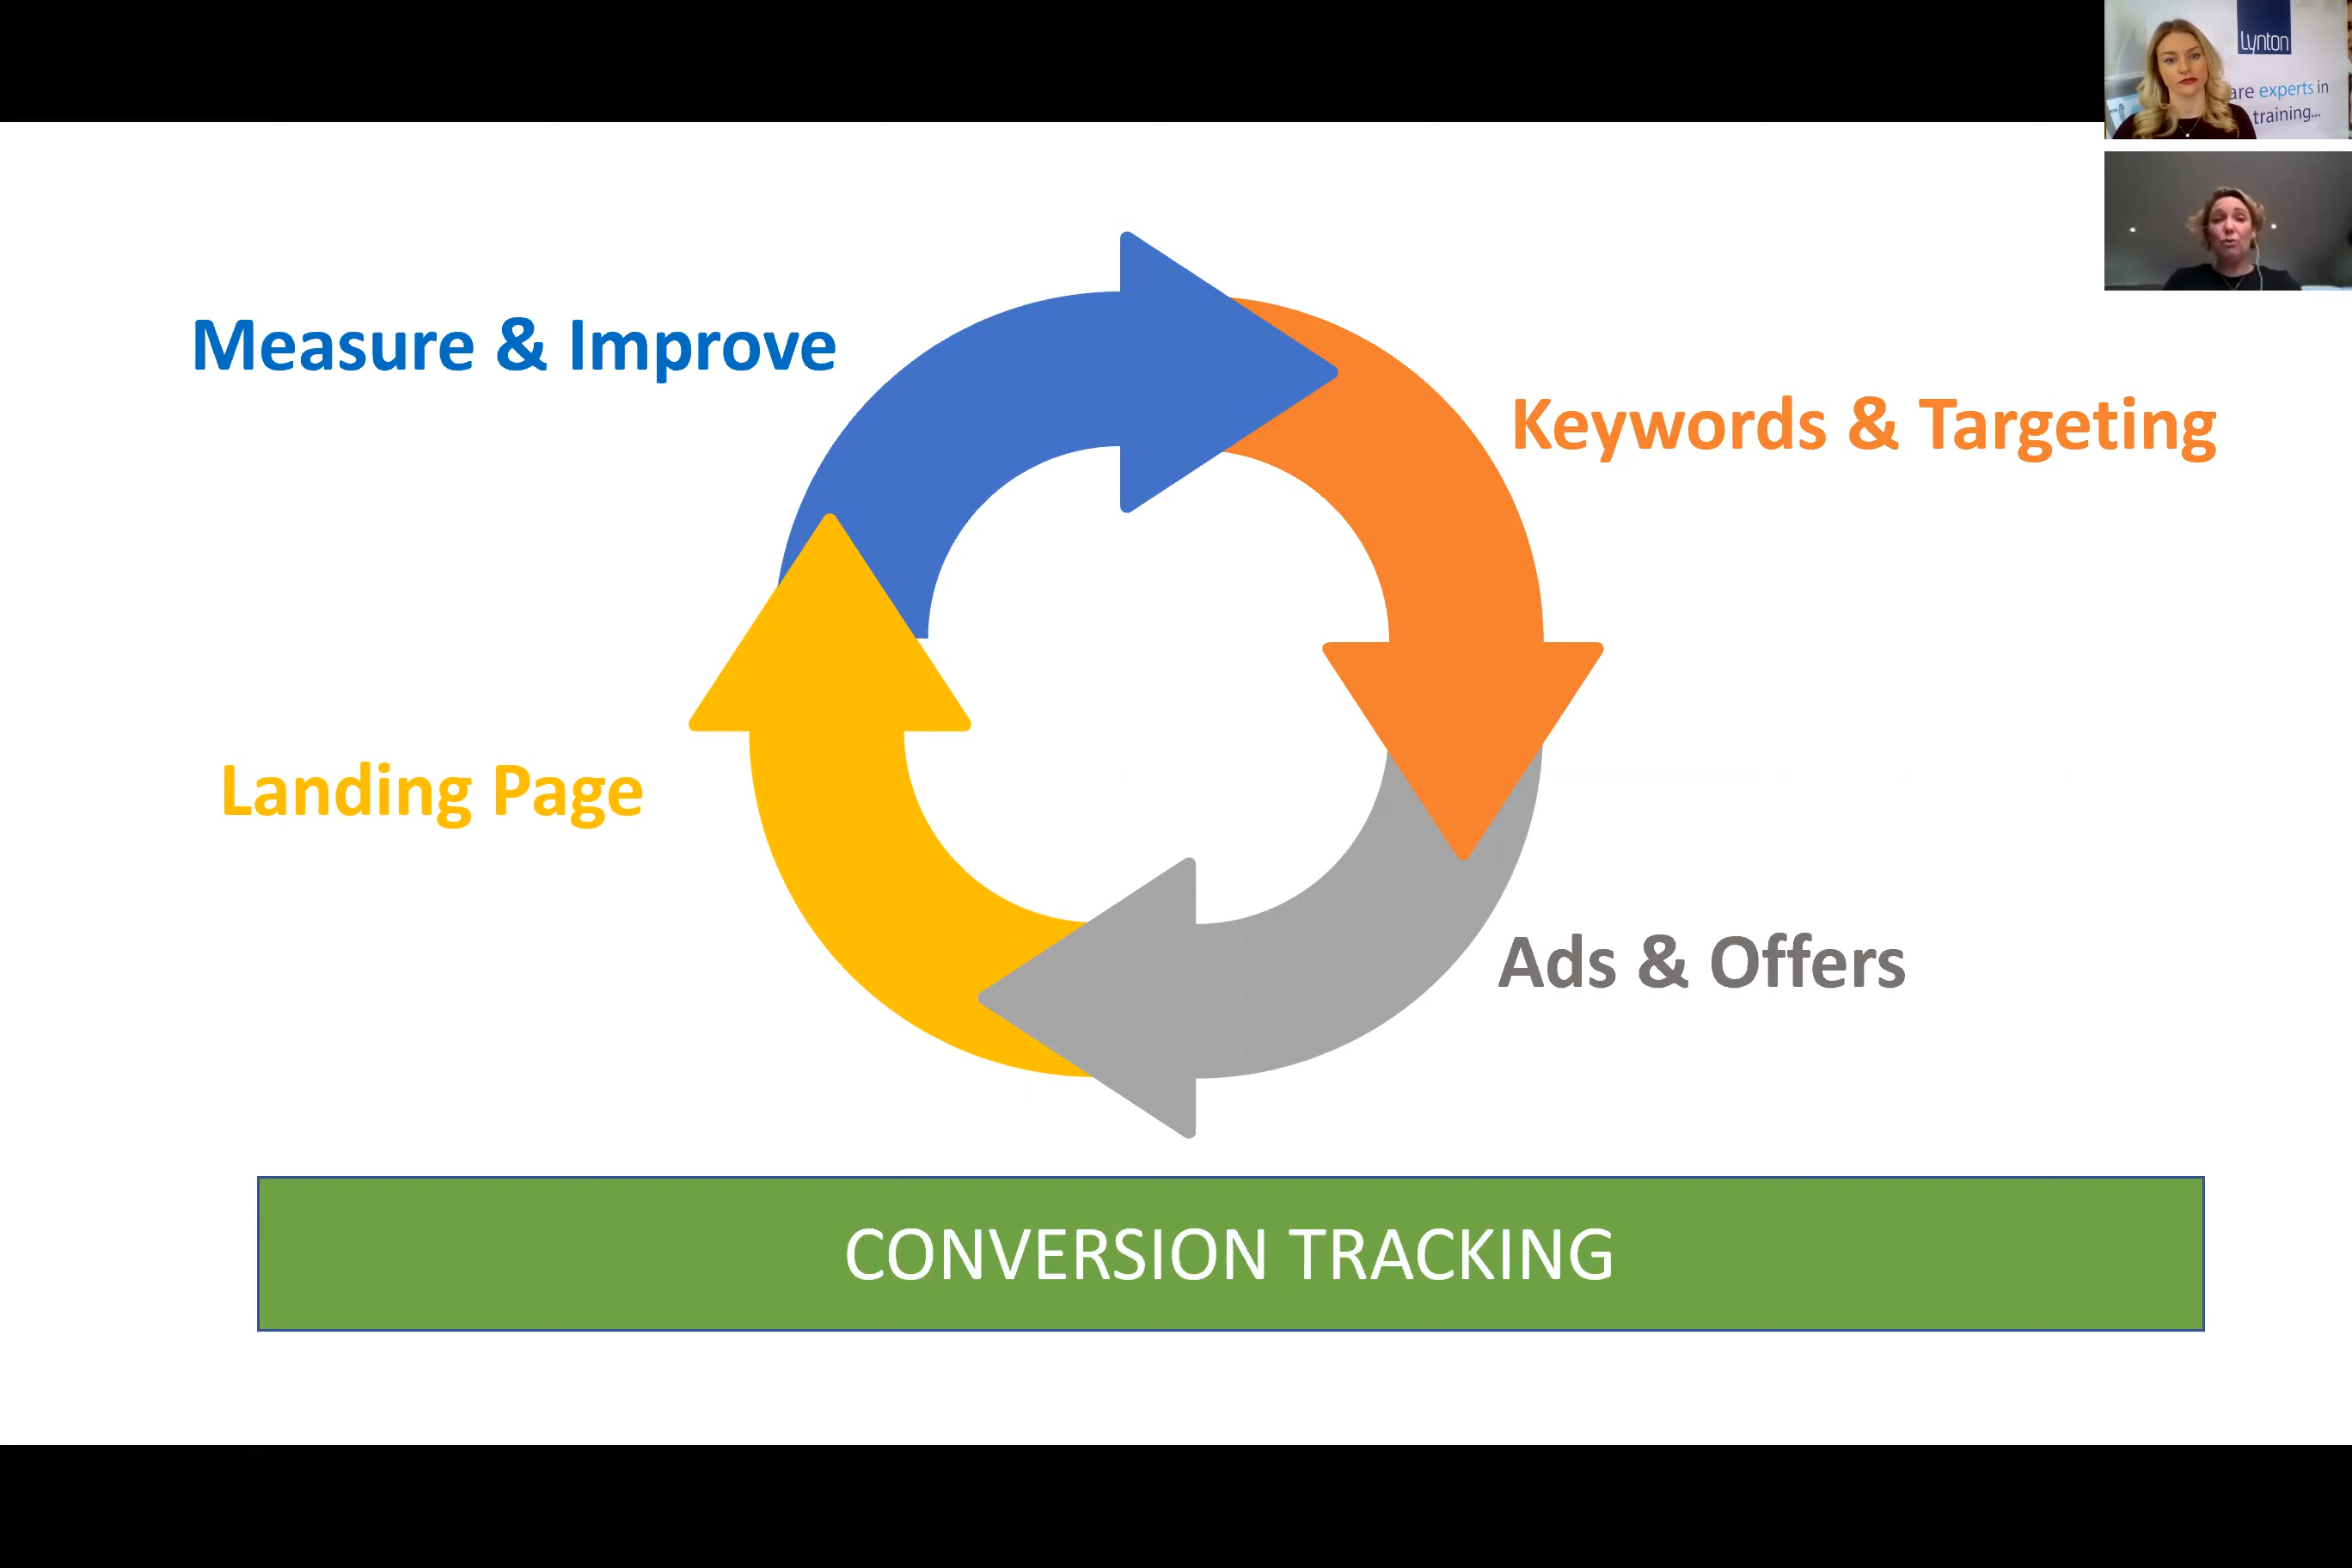 Lynton
are experts in
training...
Measure & Improve
Keywords & Targeting
Landing Page
Ads & Offers
CONVERSION TRACKING